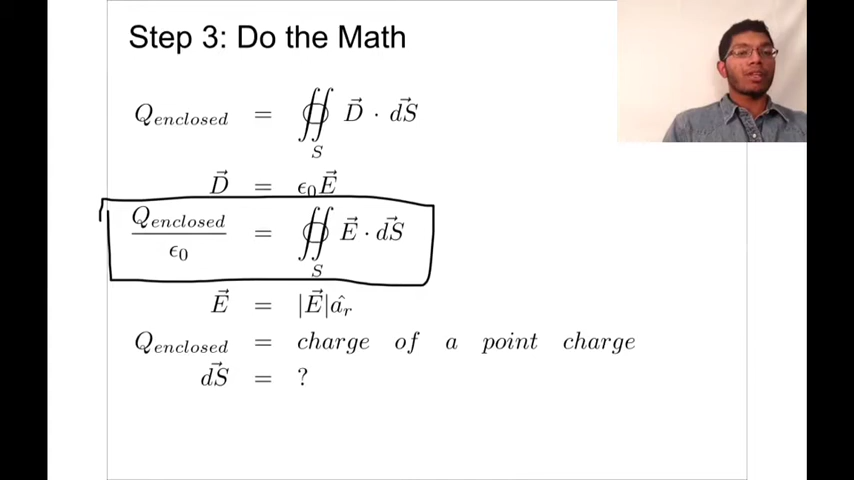 Step 3: Do the Math
Q_enclosed = ∯_S D⃗ · dS⃗
D⃗ = ϵ₀E⃗
Q_enclosed / ϵ₀ = ∯_S E⃗ · dS⃗
E⃗ = |E⃗|â_r
Q_enclosed = charge of a point charge
dS⃗ = ?